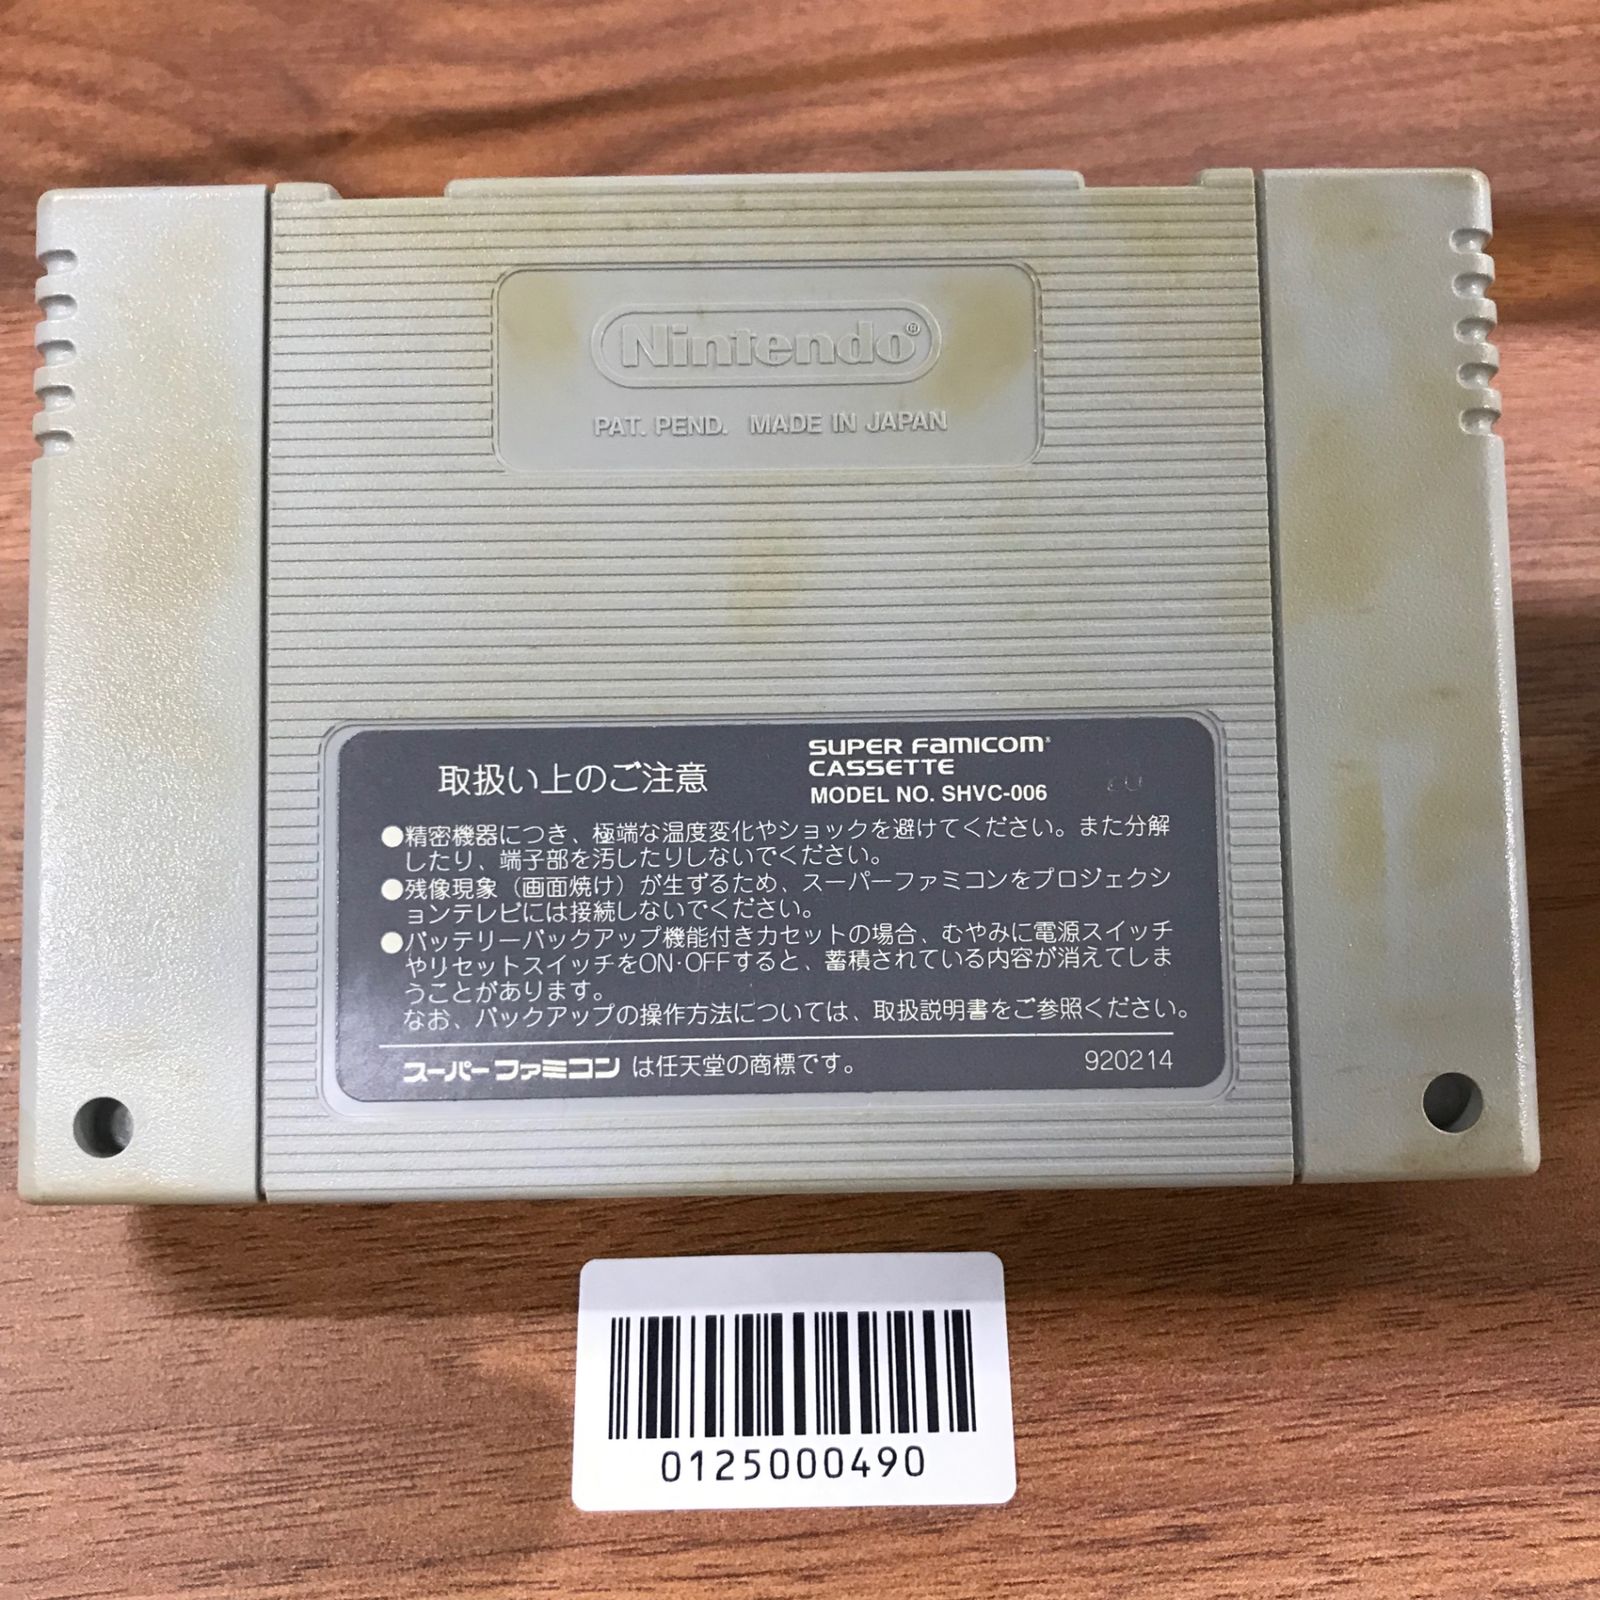 Nintendo®
PAT. PEND. MADE IN JAPAN
取扱い上のご注意
SUPER FAMICOM
CASSETTE
MODEL NO. SHVC-006
●精密機器につき、極端な温度変化やショックを避けてください。また分解
したり、端子部を汚したりしないでください。
●残像現象（画面焼け）が生ずるため、スーパーファミコンをプロジェクシ
ョンテレビには接続しないでください。
●バッテリーバックアップ機能付きカセットの場合、むやみに電源スイッチ
やリセットスイッチをON·OFFすると、蓄積されている内容が消えてしま
うことがあります。
なお、バックアップの操作方法については、取扱説明書をご参照ください。
スーパーファミコン は任天堂の商標です。
920214
0125000490